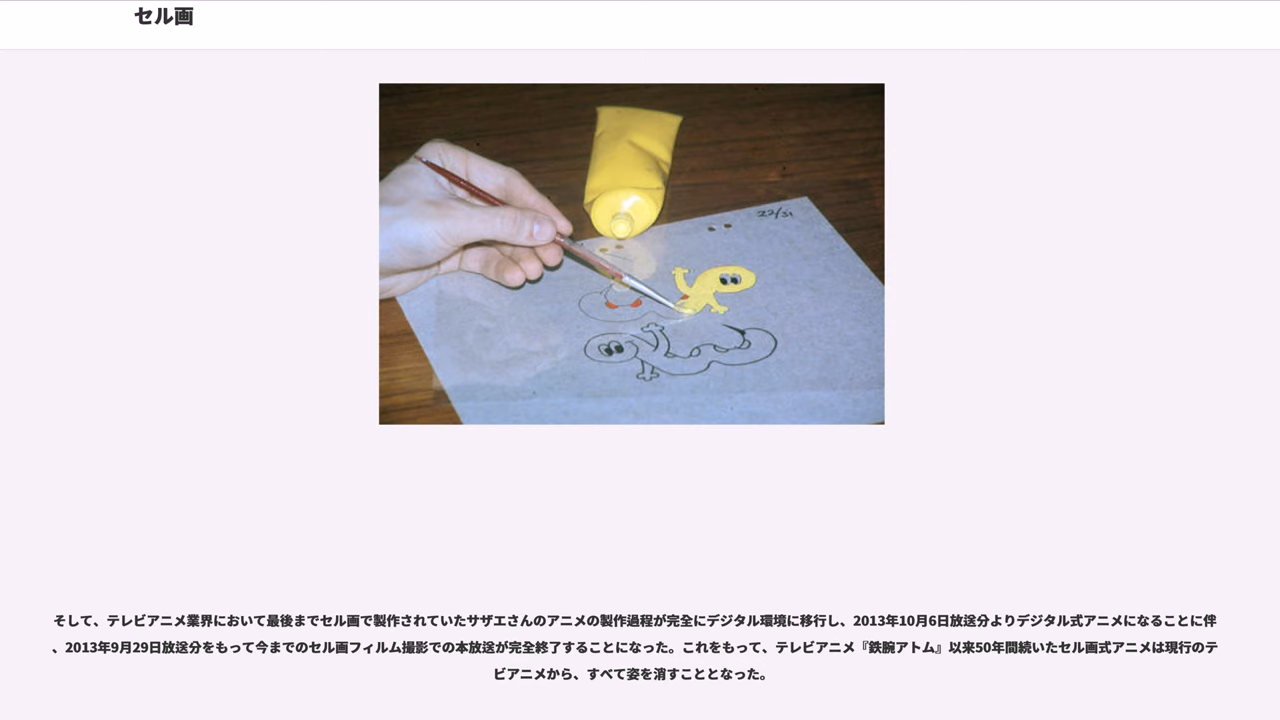 セル画
22/31
そして、テレビアニメ業界において最後までセル画で製作されていたサザエさんのアニメの製作過程が完全にデジタル環境に移行し、2013年10月6日放送分よりデジタル式アニメになることに伴
、2013年9月29日放送分をもって今までのセル画フィルム撮影での本放送が完全終了することになった。これをもって、テレビアニメ『鉄腕アトム』以来50年間続いたセル画式アニメは現行のテ
ビアニメから、すべて姿を消すこととなった。